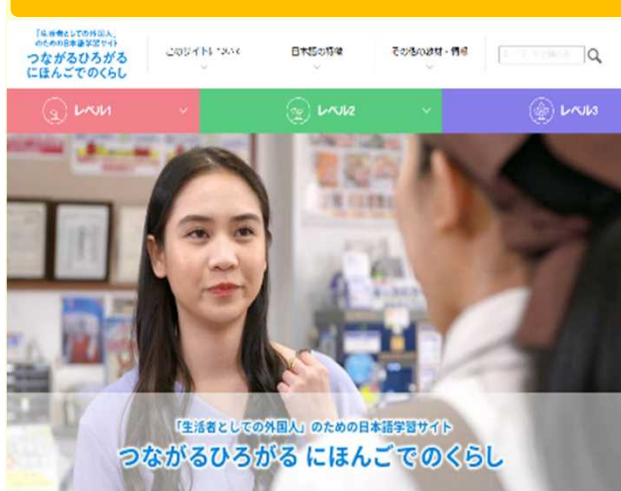 「生活者としての外国人」
のための日本語学習サイト
つながるひろがる
にほんごでのくらし
このサイトについて
日本語の特徴
その他の教材・情報
レベル1
レベル2
レベル3
「生活者としての外国人」のための日本語学習サイト
つながるひろがる にほんごでのくらし